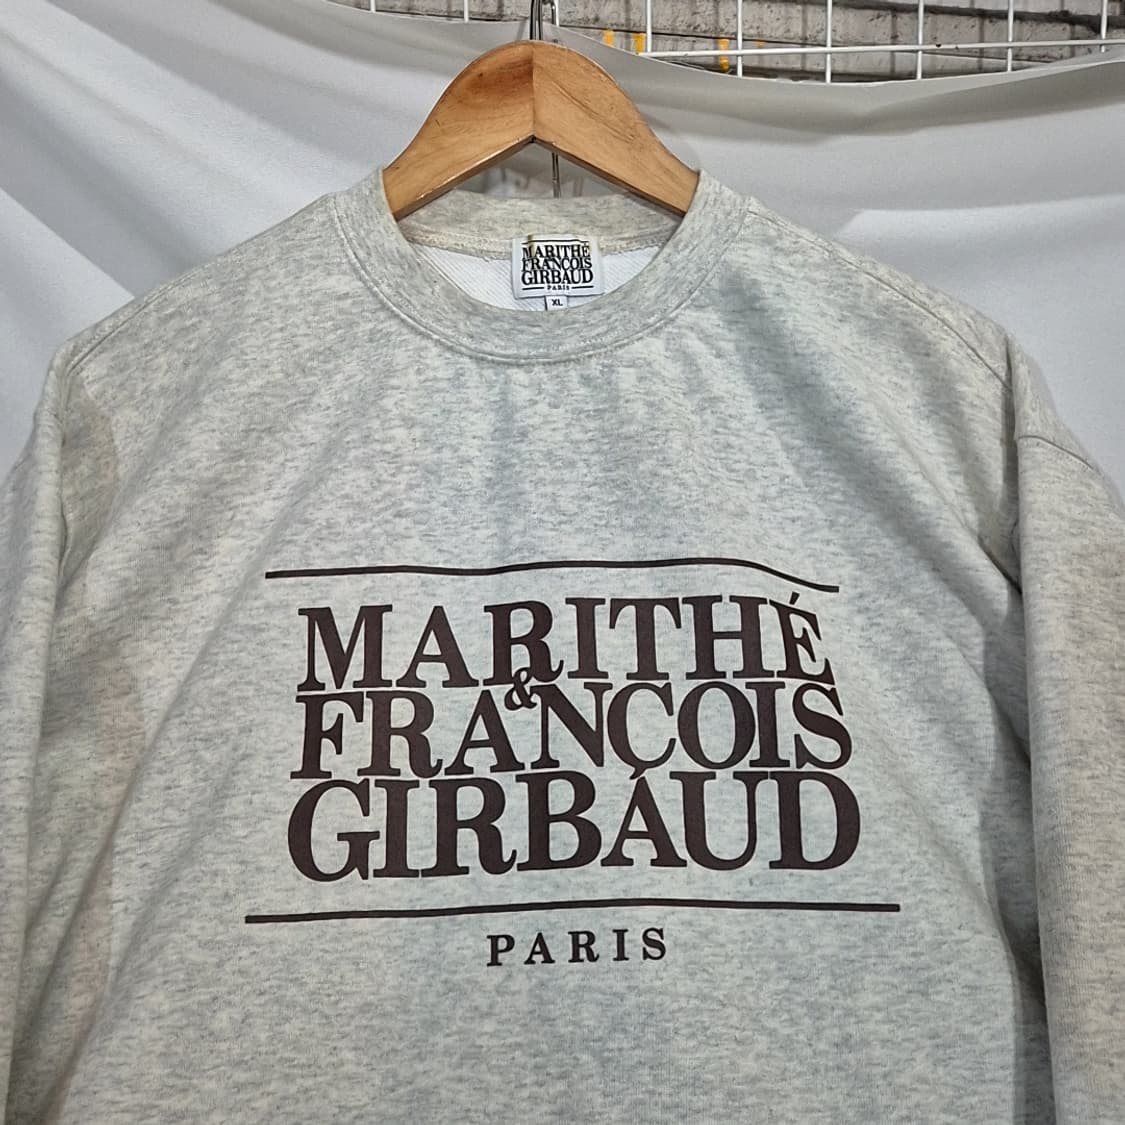 MARITHÉ
FRANÇOIS
GIRBAUD
PARIS
XL
MARITHÉ
&
FRANÇOIS
GIRBAUD
PARIS